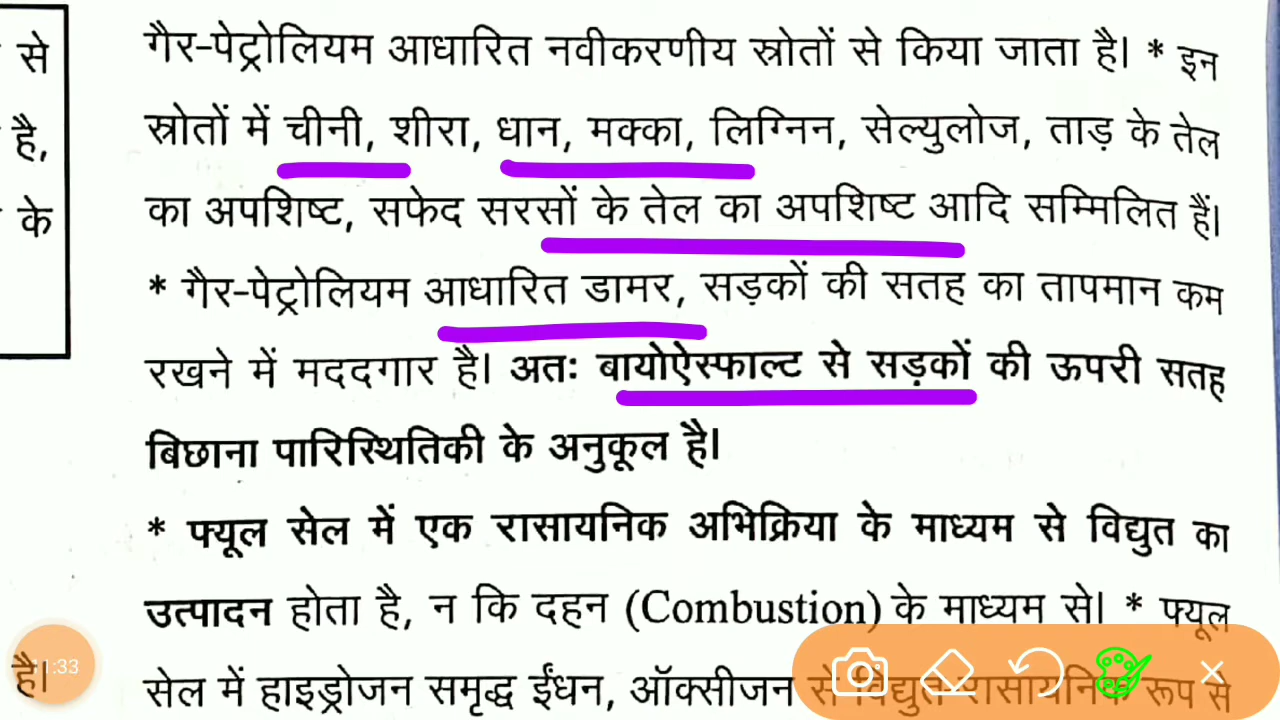 से
है,
के
गैर-पेट्रोलियम आधारित नवीकरणीय स्रोतों से किया जाता है। * इन
स्रोतों में चीनी, शीरा, धान, मक्का, लिग्निन, सेल्युलोज, ताड़ के तेल
का अपशिष्ट, सफेद सरसों के तेल का अपशिष्ट आदि सम्मिलित हैं।
* गैर-पेट्रोलियम आधारित डामर, सड़कों की सतह का तापमान कम
रखने में मददगार है। अतः बायोऐस्फाल्ट से सड़कों की ऊपरी सतह
बिछाना पारिस्थितिकी के अनुकूल है।
* फ्यूल सेल में एक रासायनिक अभिक्रिया के माध्यम से विद्युत का
उत्पादन होता है, न कि दहन (Combustion) के माध्यम से। * फ्यूल
सेल में हाइड्रोजन समृद्ध ईंधन, ऑक्सीजन से विद्युत रासायनिक रूप से
है।
:33